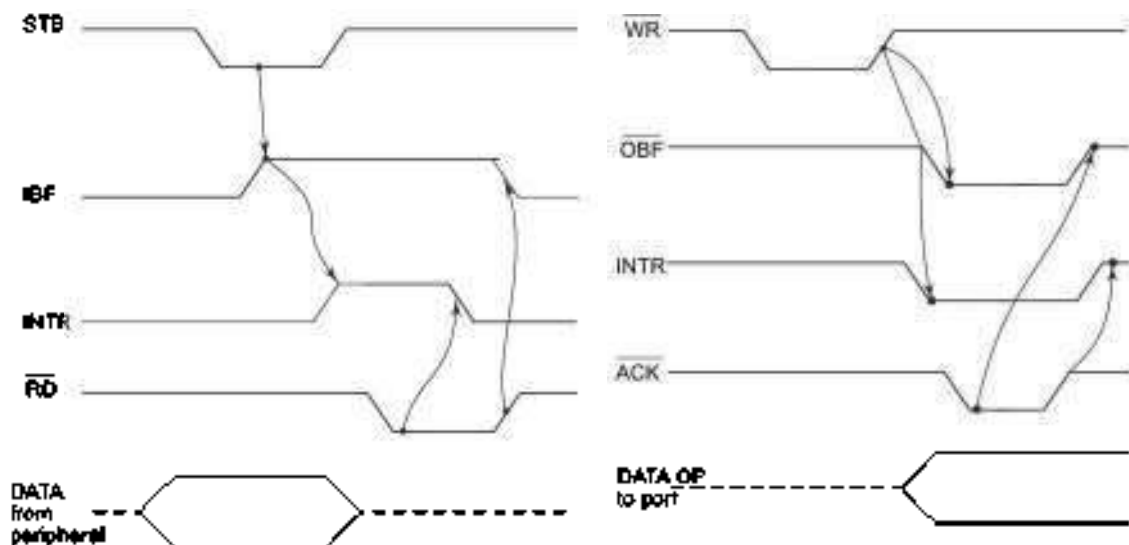 STB
IBF
INTR
RD
DATA
from
peripheral
WR
OBF
INTR
ACK
DATA OP
to port